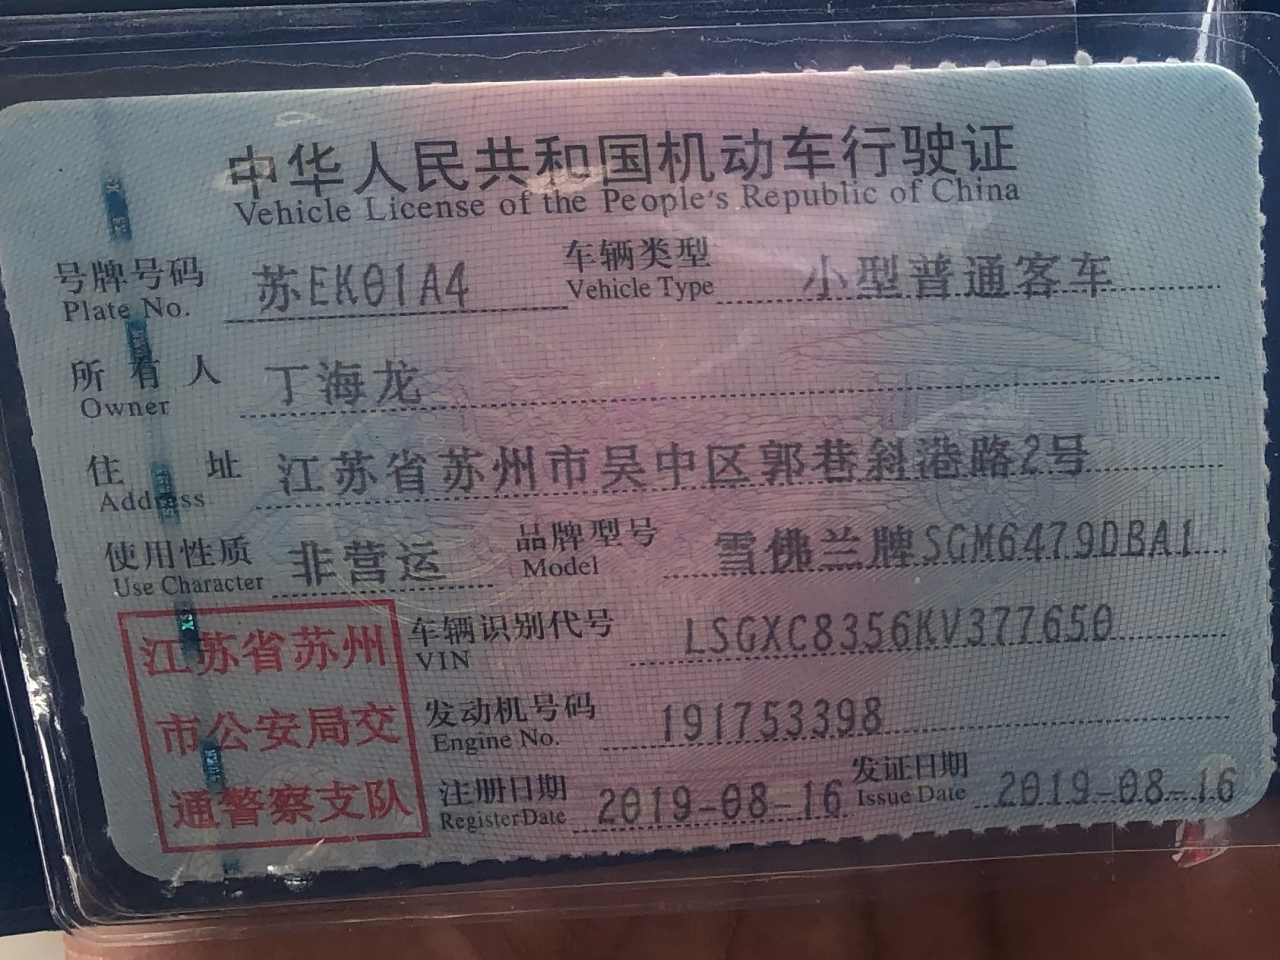 中华人民共和国机动车行驶证
Vehicle License of the People's Republic of China
号牌号码 苏EK01A4 车辆类型 小型普通客车
Plate No. Vehicle Type
所有人 丁海龙
Owner
住址 江苏省苏州市吴中区郭巷斜港路2号
Address
使用性质 非营运 品牌型号 雪佛兰牌SGM6479DBA1
Use Character Model
江苏省苏州
市公安局交
通警察支队
车辆识别代号 LSGXC8356KV377650
VIN
发动机号码 191753398
Engine No.
注册日期 2019-08-16 发证日期 2019-08-16
Register Date Issue Date